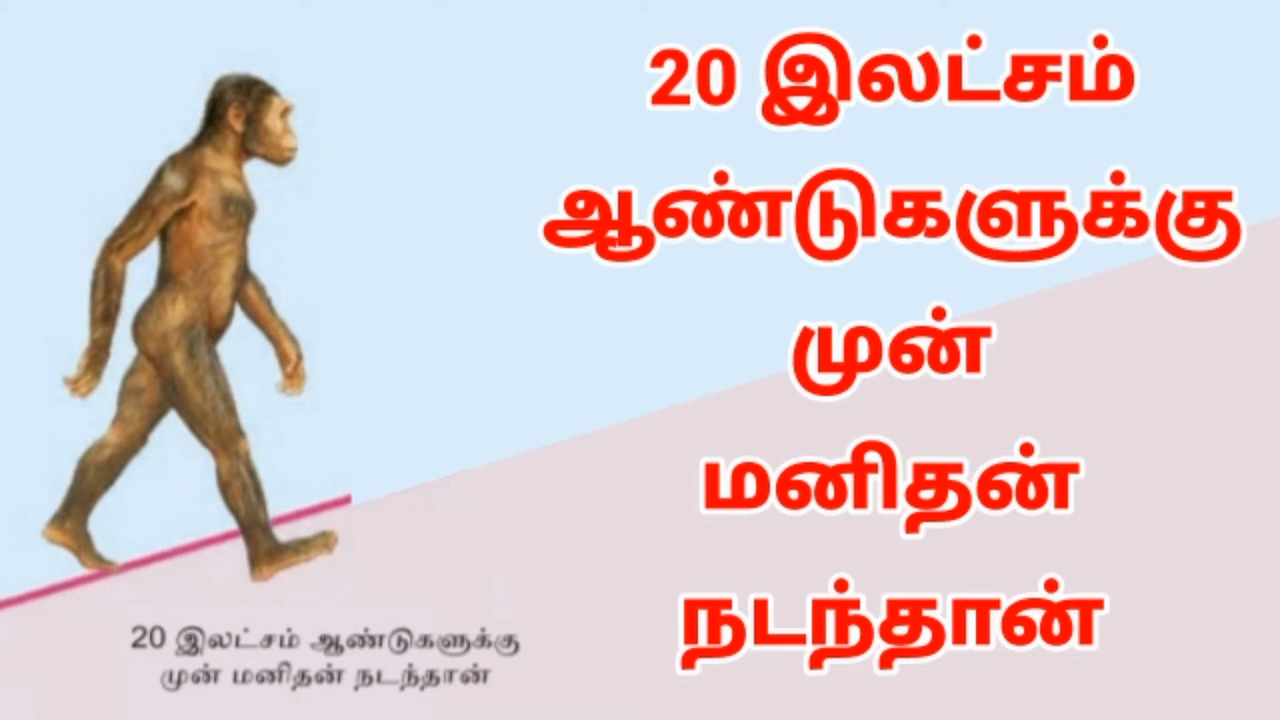 20 இலட்சம்
ஆண்டுகளுக்கு
முன்
மனிதன்
நடந்தான்
20 இலட்சம் ஆண்டுகளுக்கு
முன் மனிதன் நடந்தான்